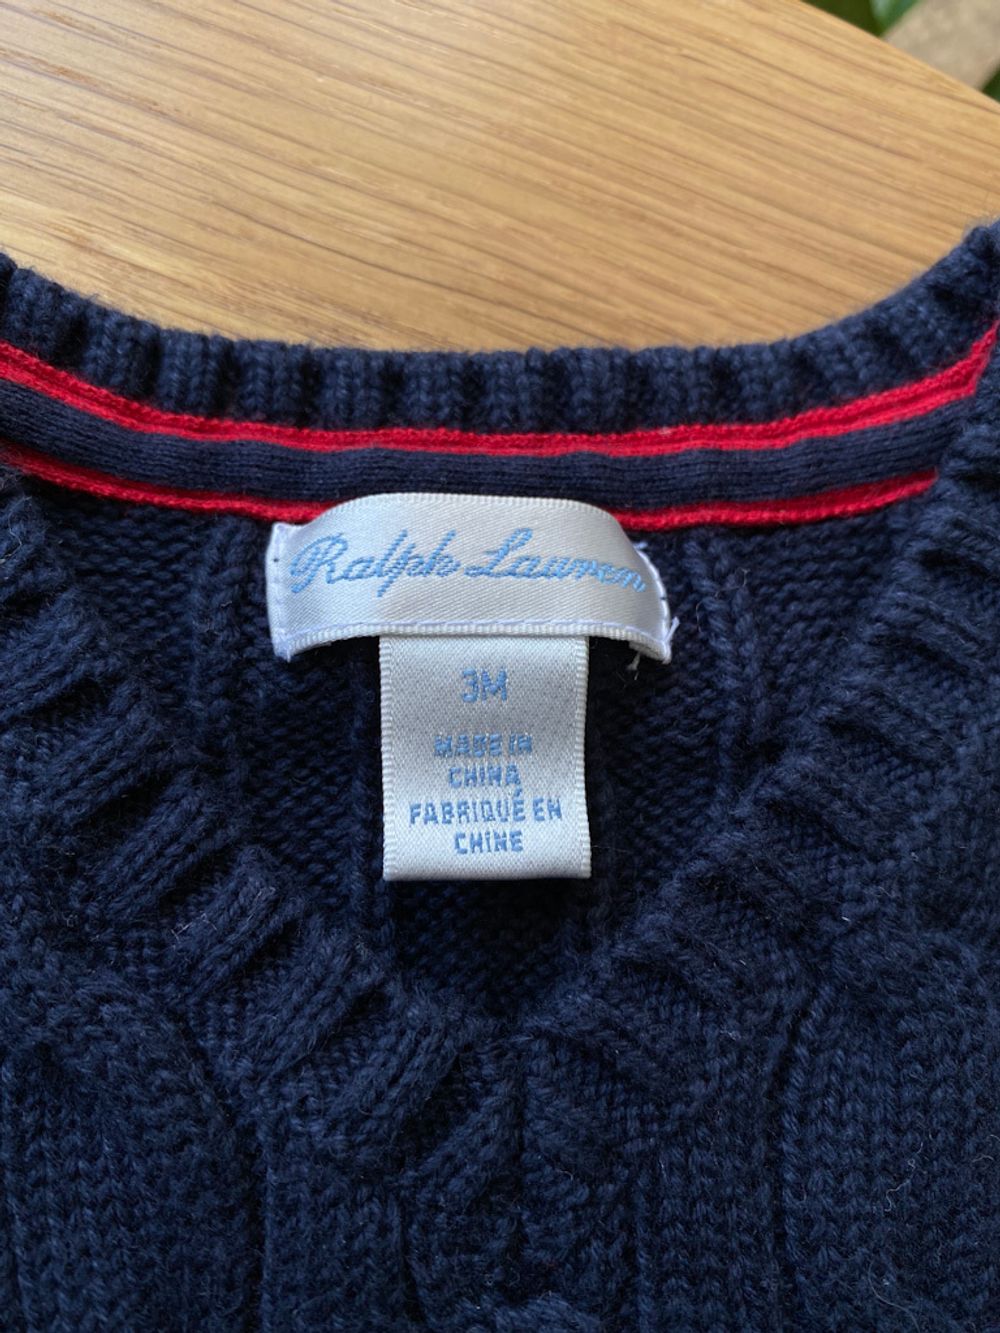 Ralph Lauren
3M
MADE IN
CHINA
FABRIQUÉ EN
CHINE